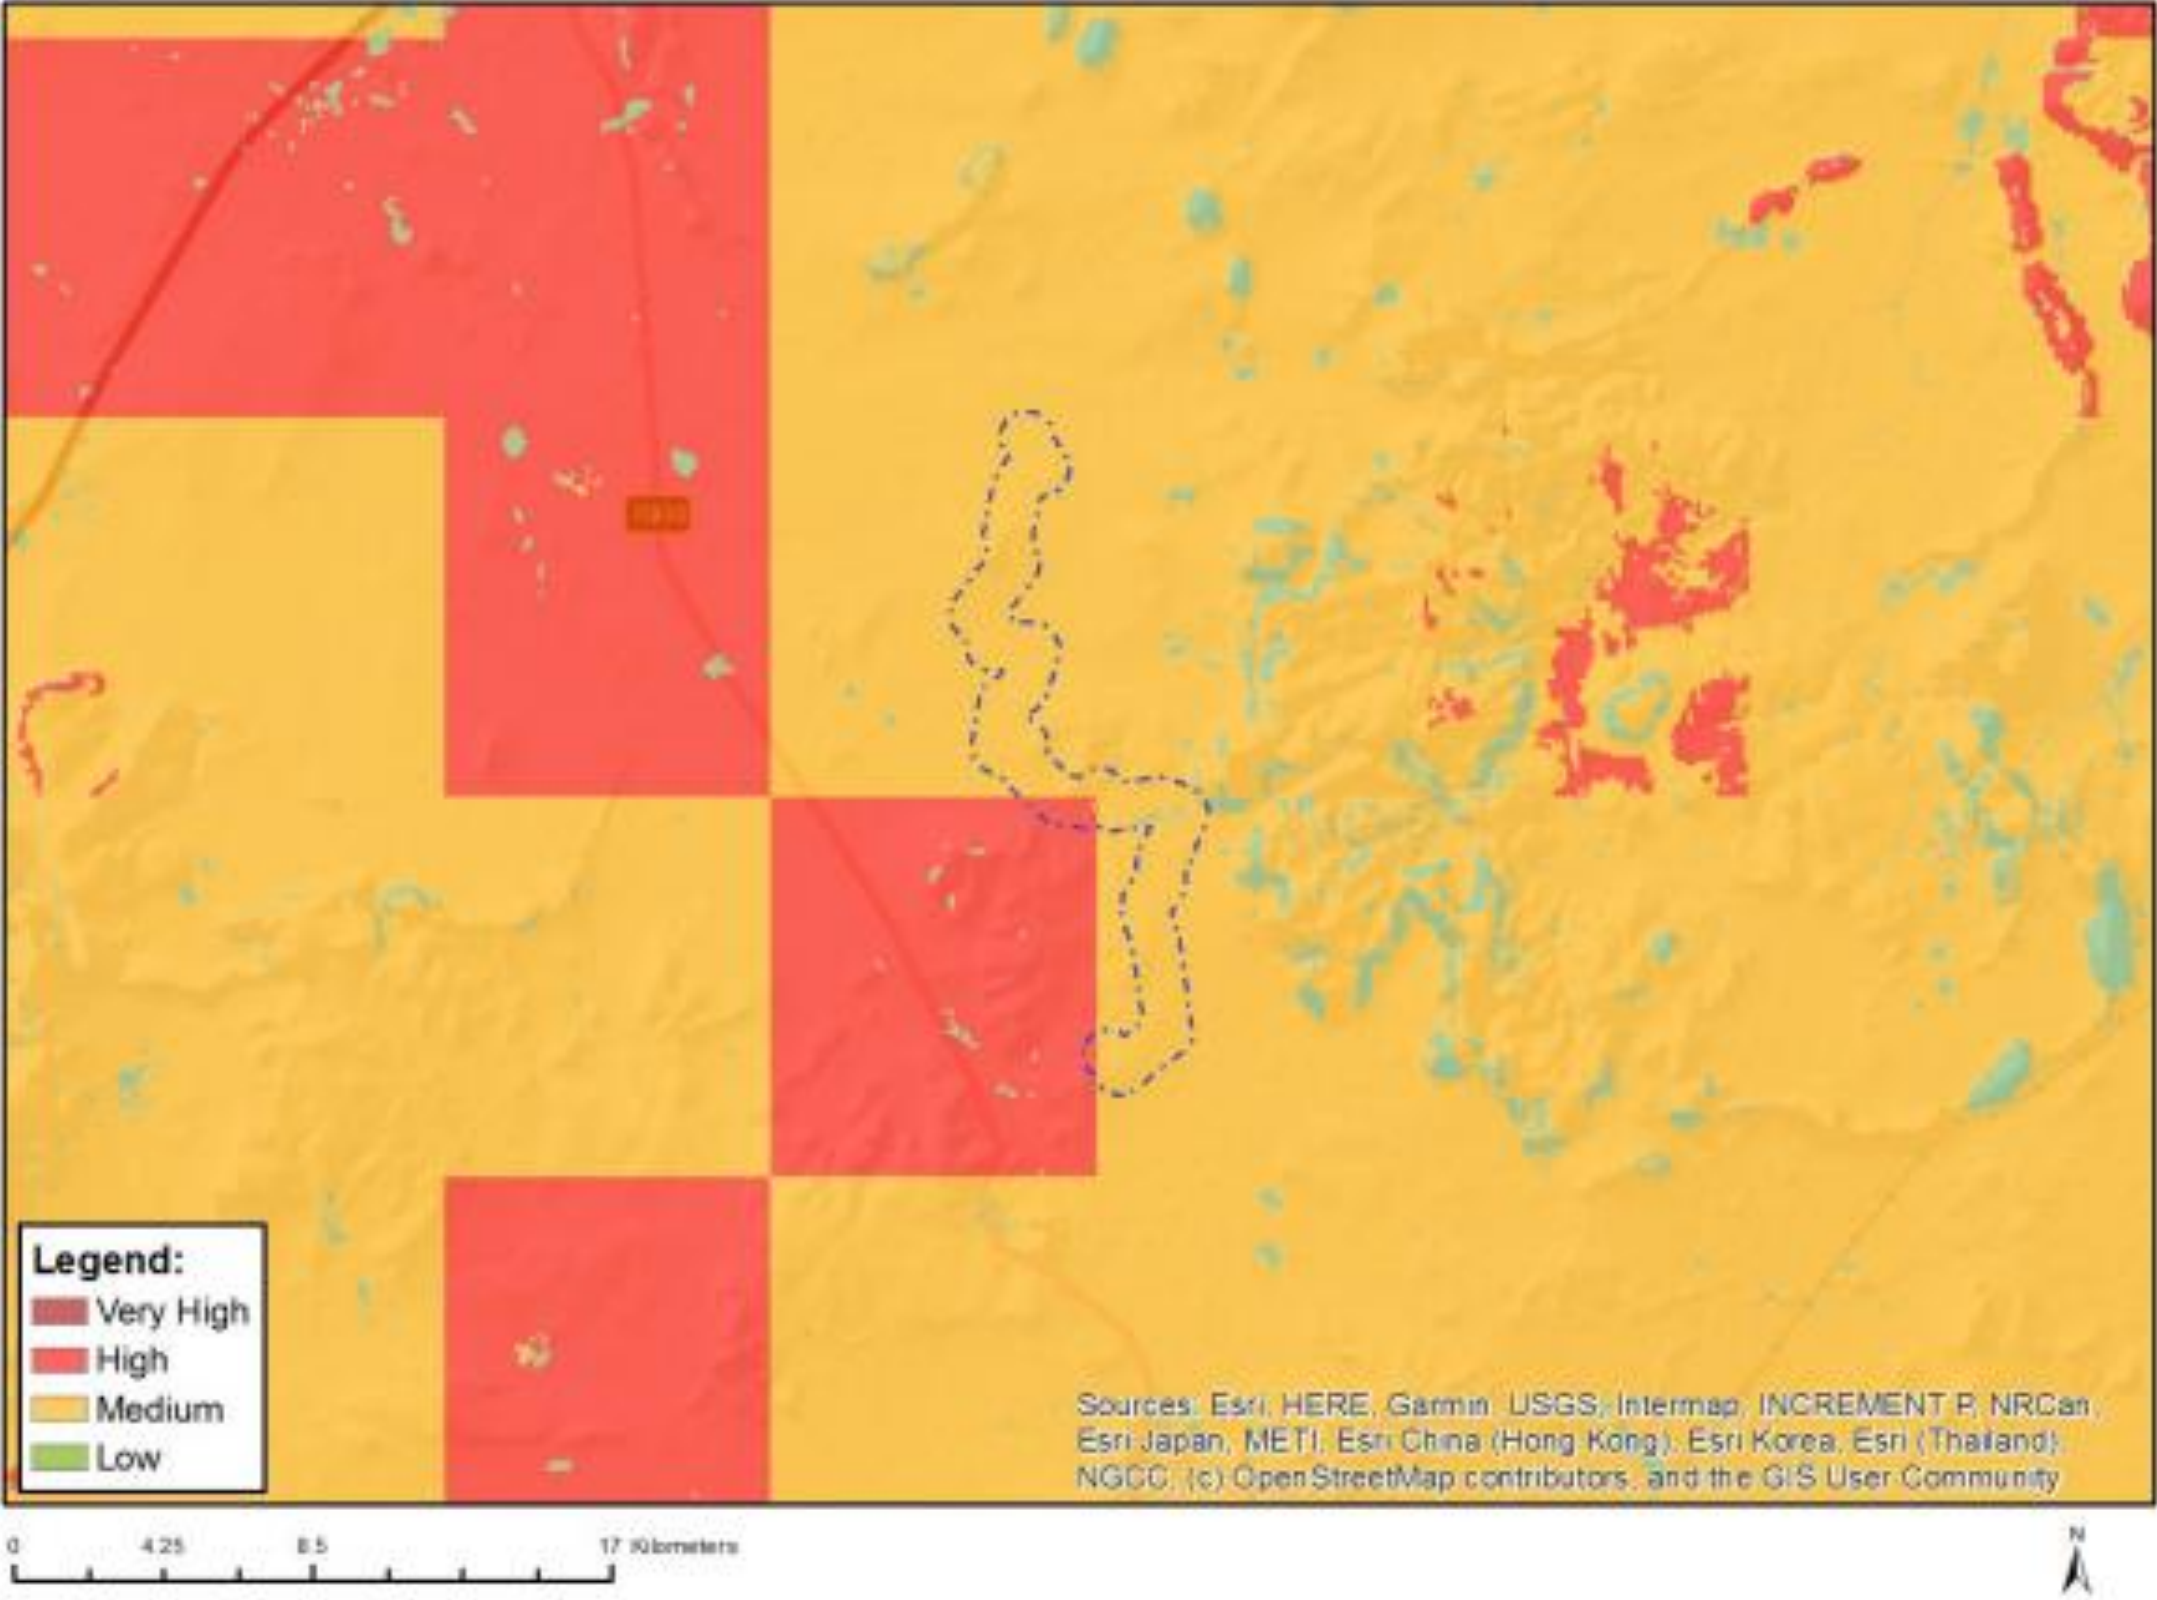 Legend:
Very High
High
Medium
Low
Sources: Esri, HERE, Garmin, USGS, Intermap, INCREMENT P, NRCan,
Esri Japan, METI, Esri China (Hong Kong), Esri Korea, Esri (Thailand),
NGCC, (c) OpenStreetMap contributors, and the GIS User Community
0 4.25 8.5 17 Kilometers
N